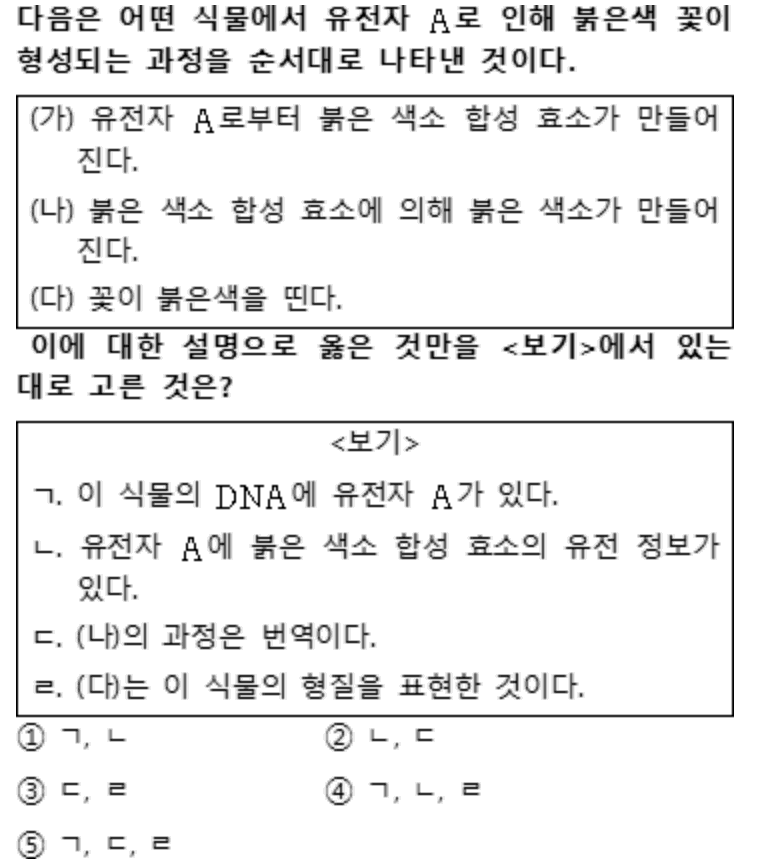 다음은 어떤 식물에서 유전자 A로 인해 붉은색 꽃이
형성되는 과정을 순서대로 나타낸 것이다.
(가) 유전자 A로부터 붉은 색소 합성 효소가 만들어
진다.
(나) 붉은 색소 합성 효소에 의해 붉은 색소가 만들어
진다.
(다) 꽃이 붉은색을 띤다.
이에 대한 설명으로 옳은 것만을 <보기>에서 있는
대로 고른 것은?
<보기>
ㄱ. 이 식물의 DNA에 유전자 A가 있다.
ㄴ. 유전자 A에 붉은 색소 합성 효소의 유전 정보가
있다.
ㄷ. (나)의 과정은 번역이다.
ㄹ. (다)는 이 식물의 형질을 표현한 것이다.
① ㄱ, ㄴ ② ㄴ, ㄷ
③ ㄷ, ㄹ ④ ㄱ, ㄴ, ㄹ
⑤ ㄱ, ㄷ, ㄹ